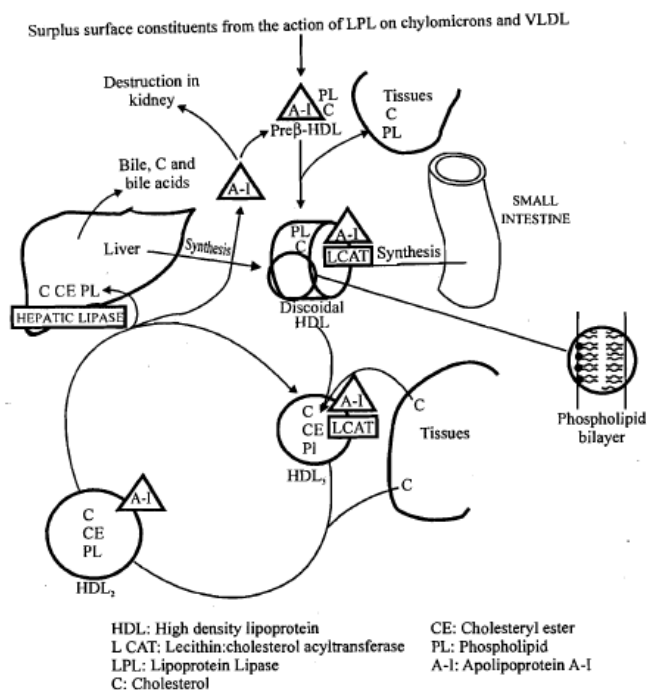 Surplus surface constituents from the action of LPL on chylomicrons and VLDL
Destruction in
kidney
A-I
PL
C
Preβ-HDL
Tissues
C
PL
Bile, C and
bile acids
A-I
SMALL
INTESTINE
Liver
Synthesis
PL
C
A-I
LCAT
Synthesis
C CE PL
HEPATIC LIPASE
Discoidal
HDL
Phospholipid
bilayer
C
CE
Pl
A-I
LCAT
HDL₃
C
Tissues
C
A-I
C
CE
PL
HDL₂
HDL: High density lipoprotein
L CAT: Lecithin:cholesterol acyltransferase
LPL: Lipoprotein Lipase
C: Cholesterol
CE: Cholesteryl ester
PL: Phospholipid
A-I: Apolipoprotein A-I